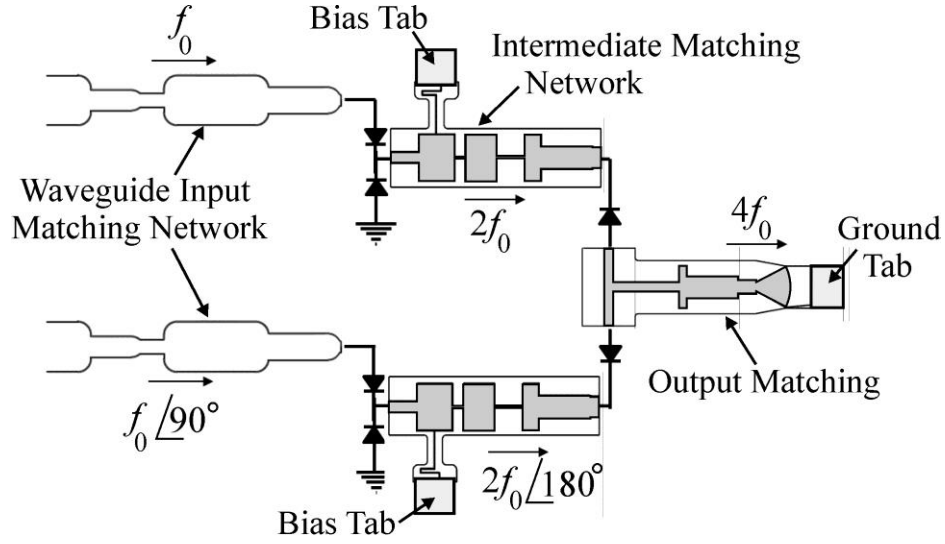 f₀
Bias Tab
Intermediate Matching
Network
Waveguide Input
Matching Network
2f₀
4f₀
Ground
Tab
Output Matching
f₀∠90°
2f₀∠180°
Bias Tab